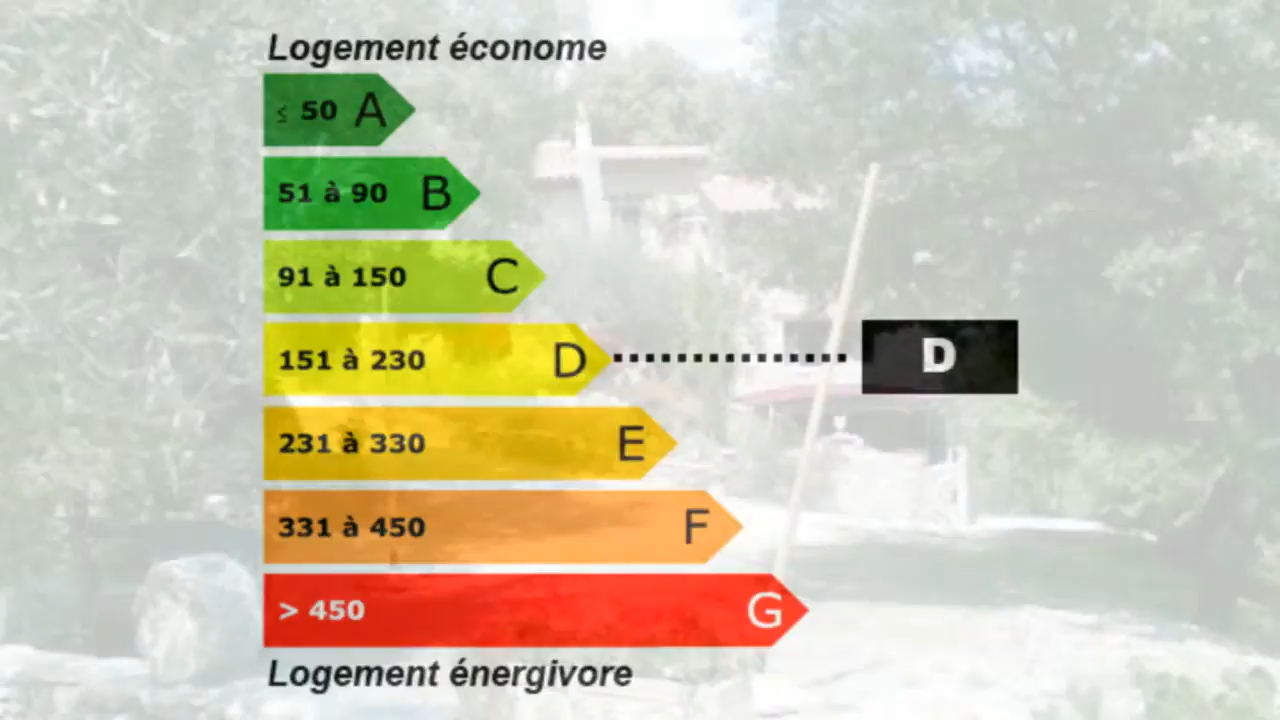 Logement économe
≤ 50 A
51 à 90 B
91 à 150 C
151 à 230 D D
231 à 330 E
331 à 450 F
> 450 G
Logement énergivore